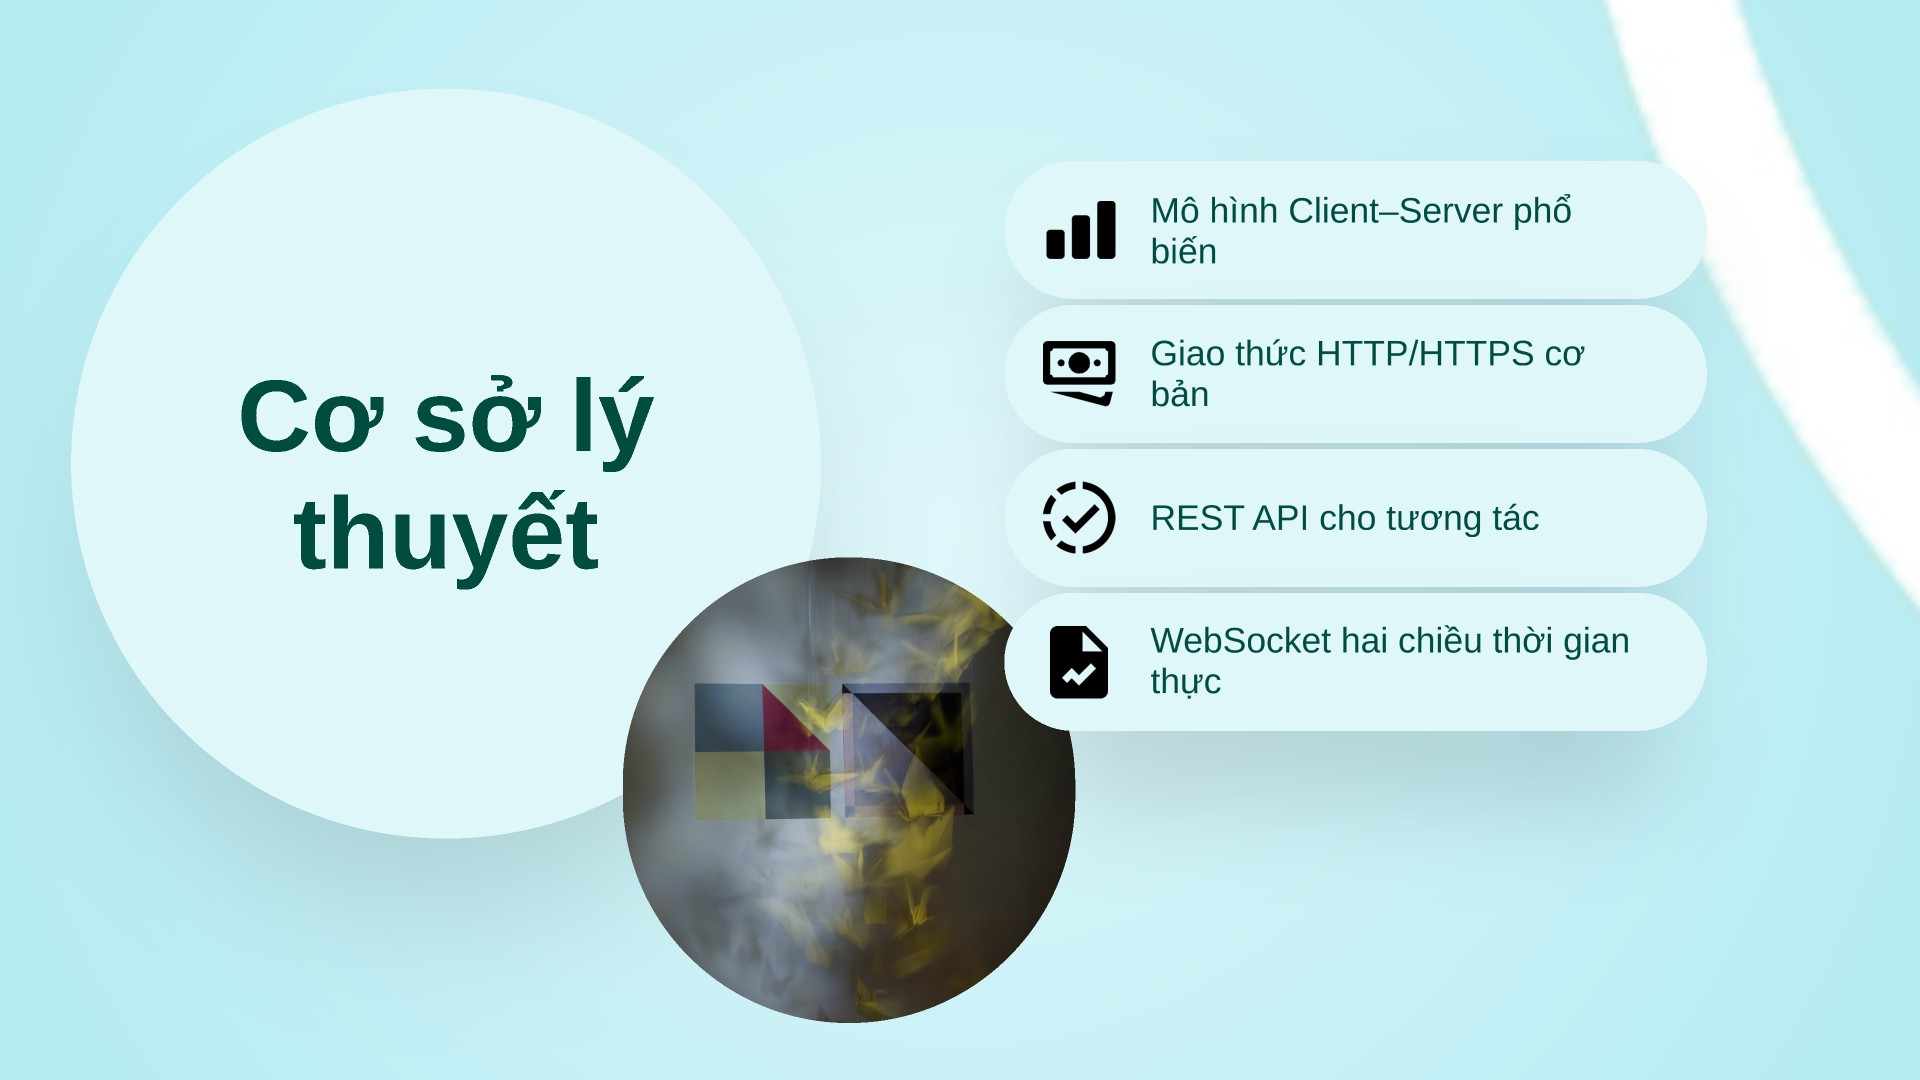 Cơ sở lý
thuyết
Mô hình Client–Server phổ
biến
Giao thức HTTP/HTTPS cơ
bản
REST API cho tương tác
WebSocket hai chiều thời gian
thực